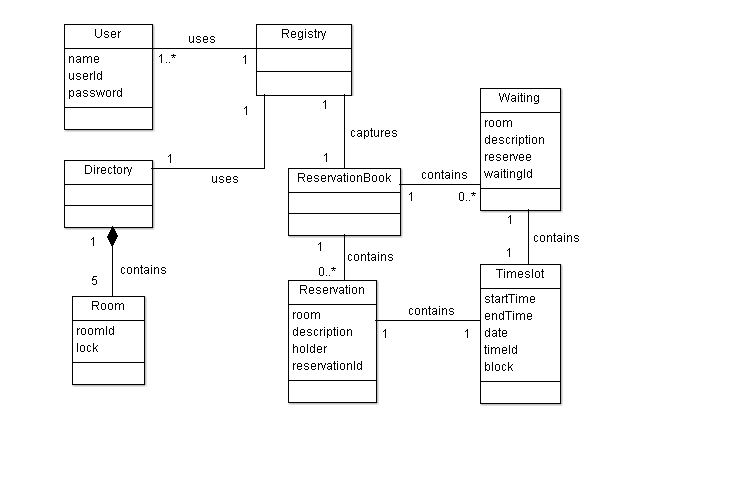 User
name
userId
password
uses
1..*
1
Registry
1
1
captures
1
1
uses
Directory
1
contains
5
Room
roomId
lock
ReservationBook
contains
1
0..*
Waiting
room
description
reservee
waitingId
1
contains
1
1
contains
0..*
Reservation
room
description
holder
reservationId
contains
1
1
Timeslot
startTime
endTime
date
timeId
block